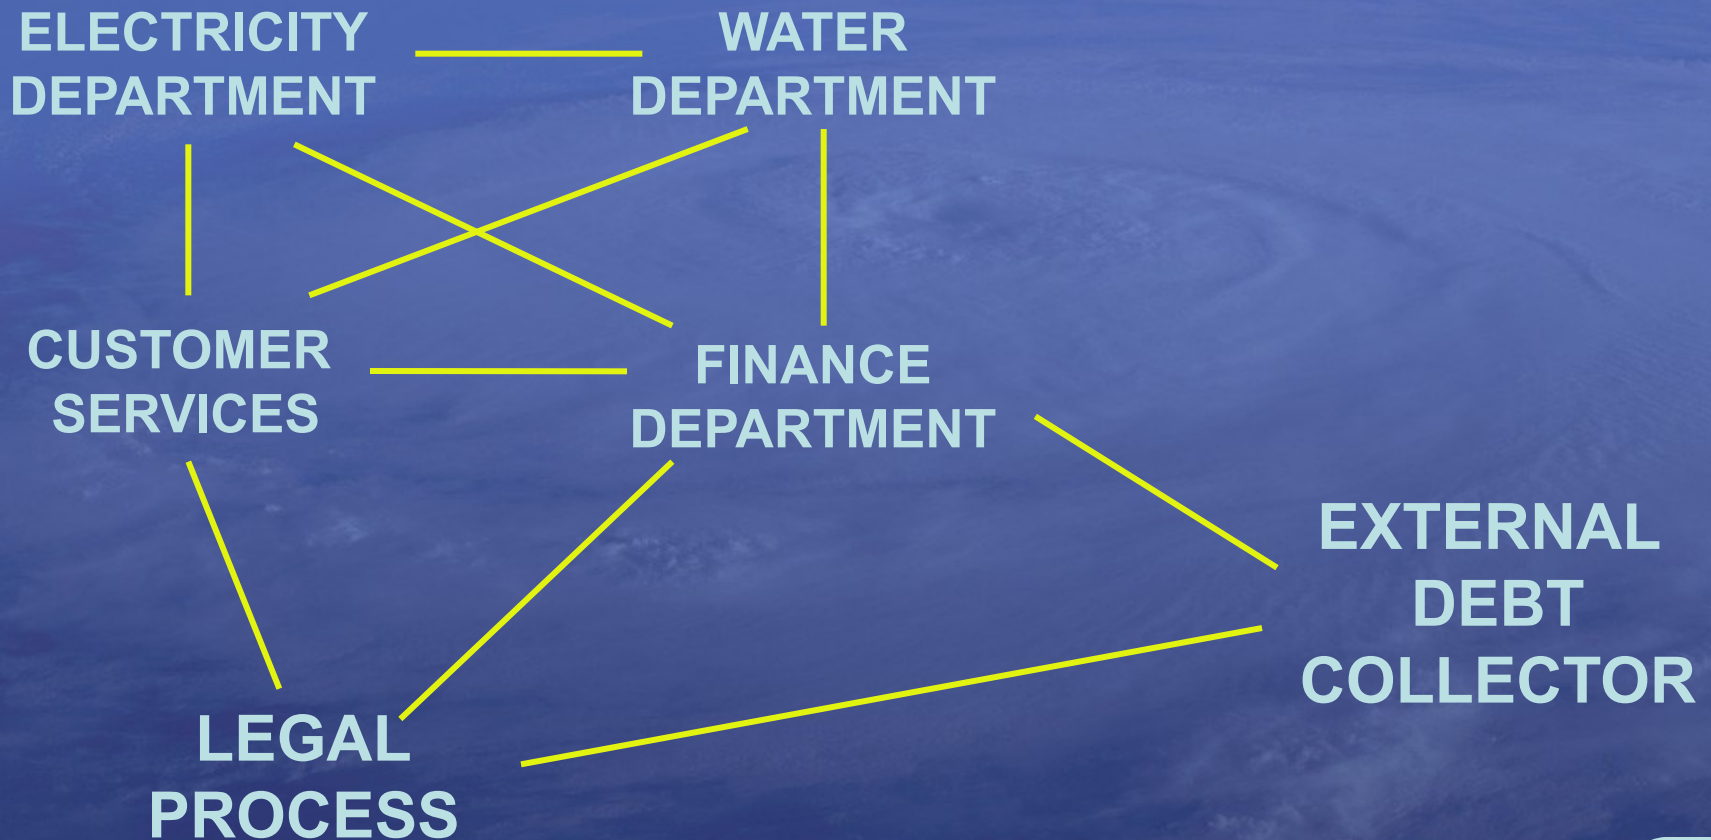 ELECTRICITY
DEPARTMENT
WATER
DEPARTMENT
CUSTOMER
SERVICES
FINANCE
DEPARTMENT
EXTERNAL
DEBT
COLLECTOR
LEGAL
PROCESS